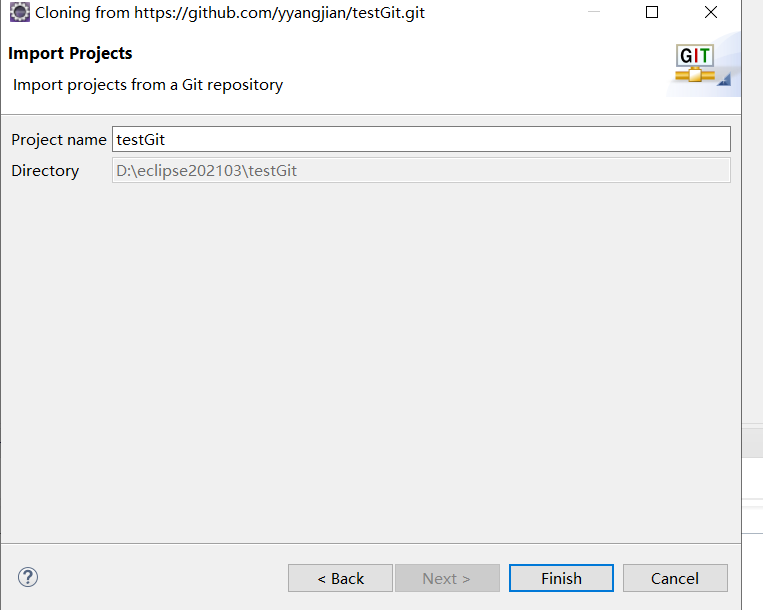 Cloning from https://github.com/yyangjian/testGit.git
Import Projects
Import projects from a Git repository
GIT
Project name testGit
Directory D:\eclipse202103\testGit
? < Back Next > Finish Cancel